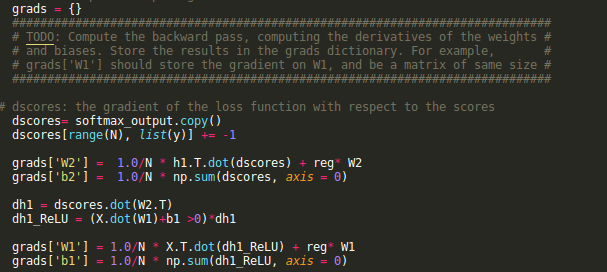 grads = {}
#############################################################################
# TODO: Compute the backward pass, computing the derivatives of the weights #
# and biases. Store the results in the grads dictionary. For example,       #
# grads['W1'] should store the gradient on W1, and be a matrix of same size #
#############################################################################
# dscores: the gradient of the loss function with respect to the scores
dscores= softmax_output.copy()
dscores[range(N), list(y)] += -1
grads['W2'] =  1.0/N * h1.T.dot(dscores) + reg* W2
grads['b2'] =  1.0/N * np.sum(dscores, axis = 0)
dh1 = dscores.dot(W2.T)
dh1_ReLU = (X.dot(W1)+b1 >0)*dh1
grads['W1'] = 1.0/N * X.T.dot(dh1_ReLU) + reg* W1
grads['b1'] = 1.0/N * np.sum(dh1_ReLU, axis = 0)